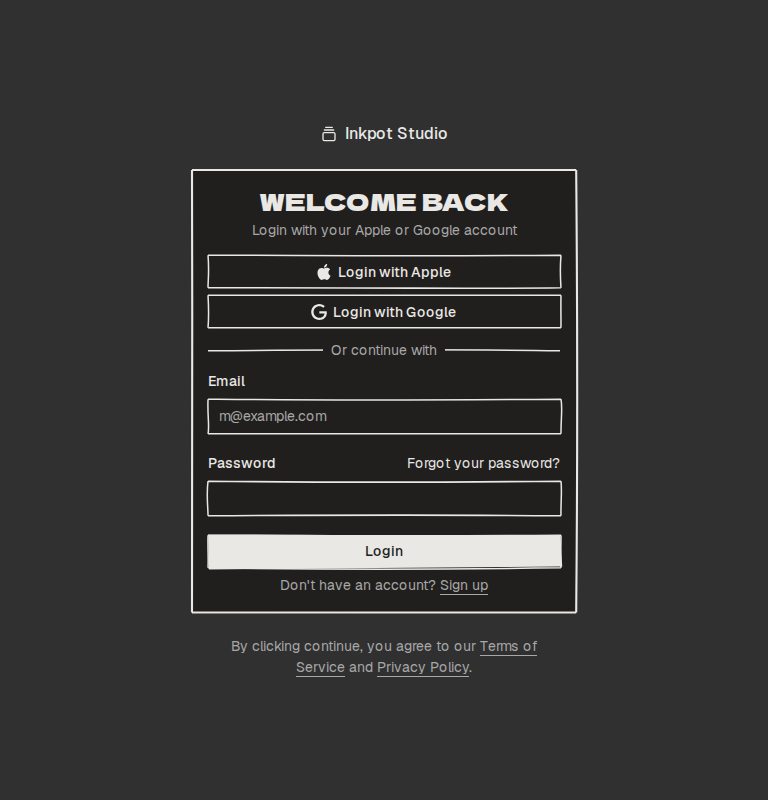 Inkpot Studio
WELCOME BACK
Login with your Apple or Google account
Login with Apple
Login with Google
Or continue with
Email
m@example.com
Password Forgot your password?
Login
Don't have an account? Sign up
By clicking continue, you agree to our Terms of
Service and Privacy Policy.